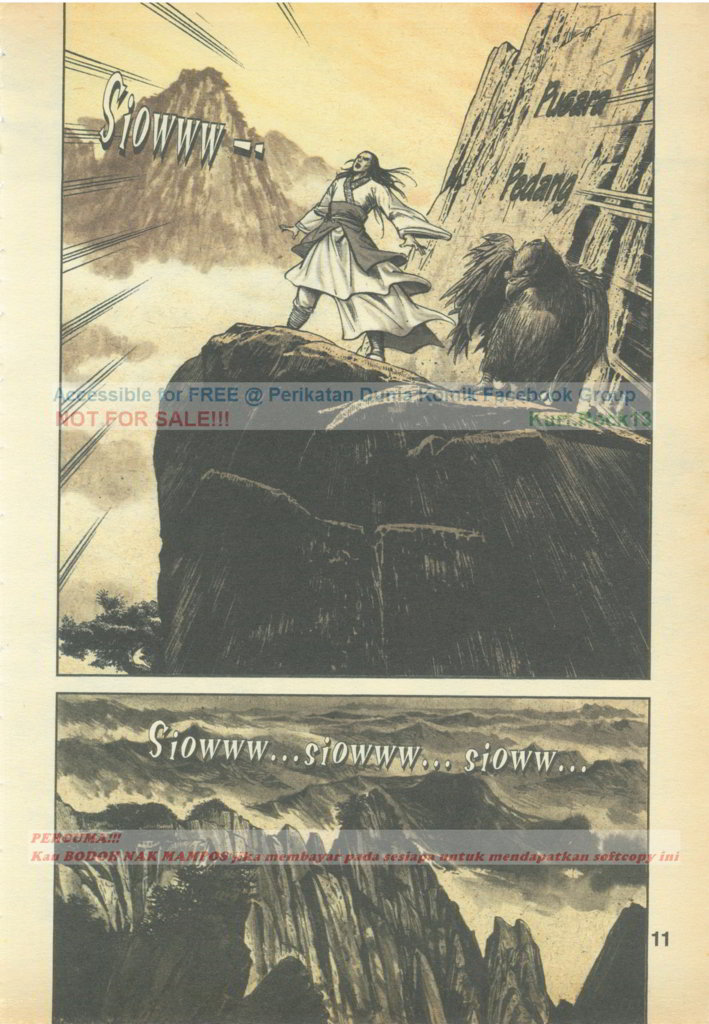 Siowww--
Pusara
Pedang
Accessible for FREE @ Perikatan Dunia Komik Facebook Group
NOT FOR SALE!!!
Siowww...siowww... sioww...
PERCUMA!!!
Kau BODOH NAK MAMPOS jika membayar pada sesiapa untuk mendapatkan softcopy ini
11